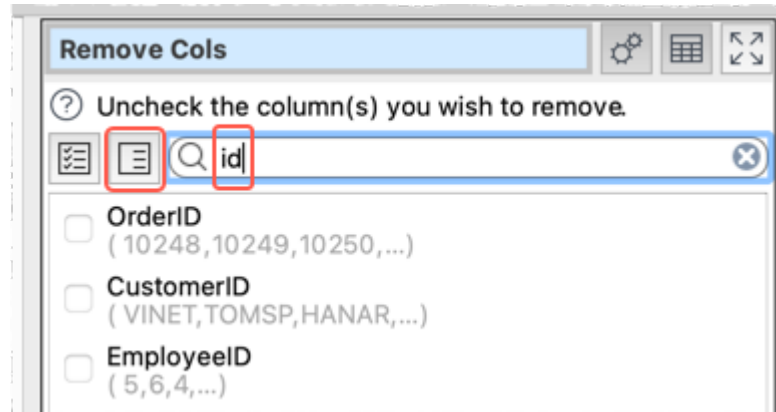 Remove Cols
? Uncheck the column(s) you wish to remove.
id
OrderID
( 10248,10249,10250,...)
CustomerID
( VINET,TOMSP,HANAR,...)
EmployeeID
( 5,6,4,...)